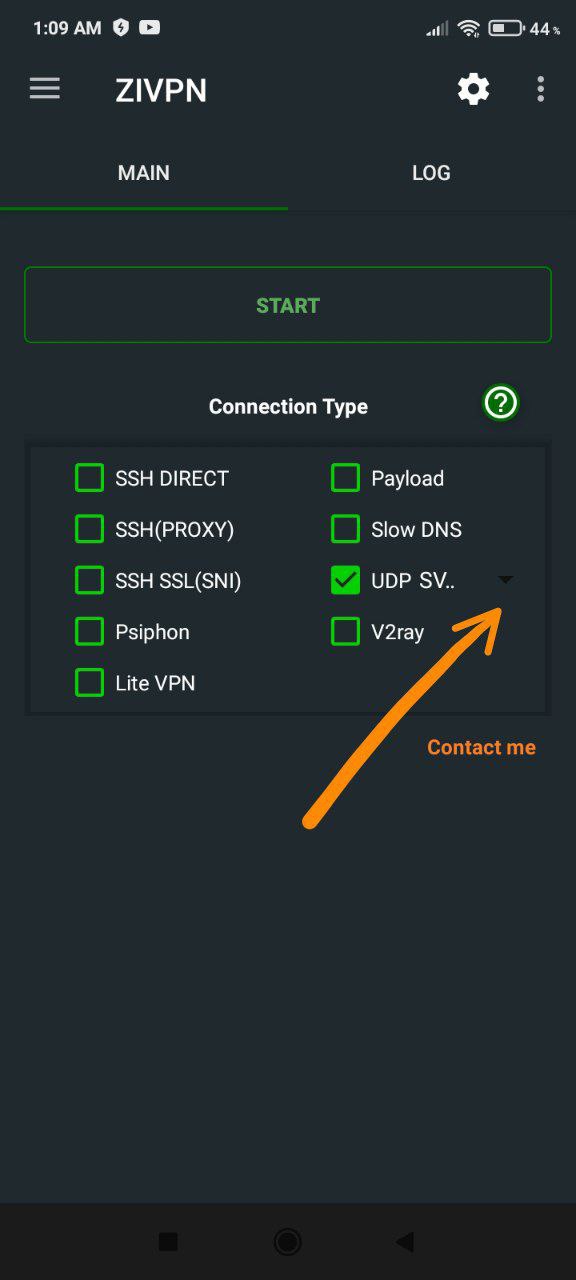 1:09 AM
44%
ZIVPN
MAIN
LOG
START
Connection Type
?
SSH DIRECT
Payload
SSH(PROXY)
Slow DNS
SSH SSL(SNI)
UDP SV..
Psiphon
V2ray
Lite VPN
Contact me